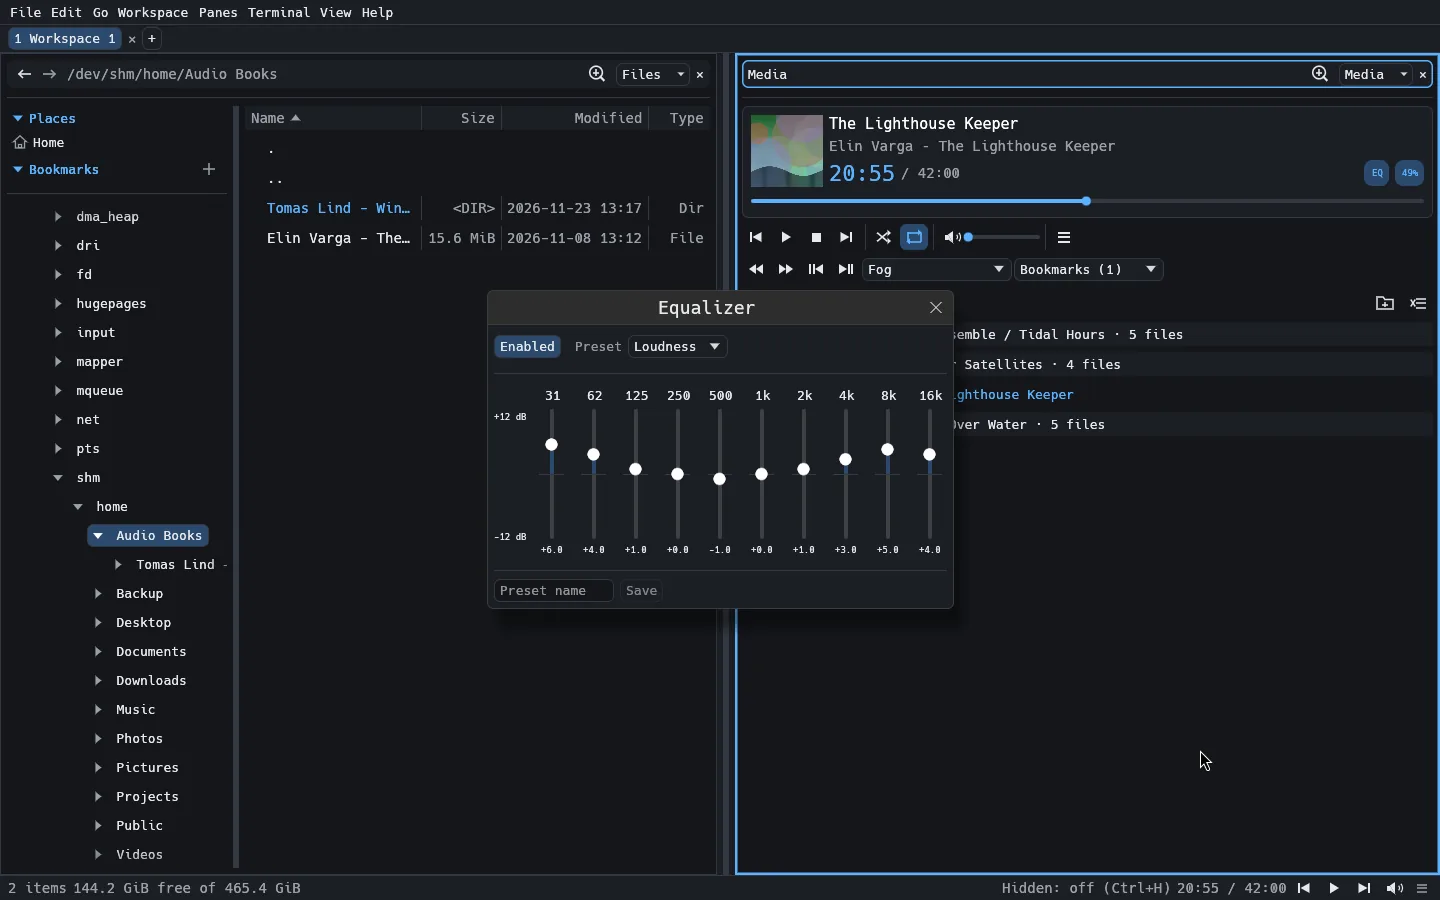 File Edit Go Workspace Panes Terminal View Help
1 Workspace 1 × +
/dev/shm/home/Audio Books
Files ×
Places
Home
Bookmarks +
dma_heap
dri
fd
hugepages
input
mapper
mqueue
net
pts
shm
home
Audio Books
Tomas Lind -
Backup
Desktop
Documents
Downloads
Music
Photos
Pictures
Projects
Public
Videos
Name Size Modified Type
.
..
Tomas Lind - Win… <DIR> 2026-11-23 13:17 Dir
Elin Varga - The… 15.6 MiB 2026-11-08 13:12 File
Media
Media ×
The Lighthouse Keeper
Elin Varga - The Lighthouse Keeper
20:55 / 42:00
EQ 49%
Fog
Bookmarks (1)
semble / Tidal Hours · 5 files
Satellites · 4 files
ghthouse Keeper
Over Water · 5 files
Equalizer
Enabled Preset Loudness
31 62 125 250 500 1k 2k 4k 8k 16k
+12 dB
-12 dB
+6.0 +4.0 +1.0 +0.0 -1.0 +0.0 +1.0 +3.0 +5.0 +4.0
Preset name Save
2 items 144.2 GiB free of 465.4 GiB
Hidden: off (Ctrl+H) 20:55 / 42:00